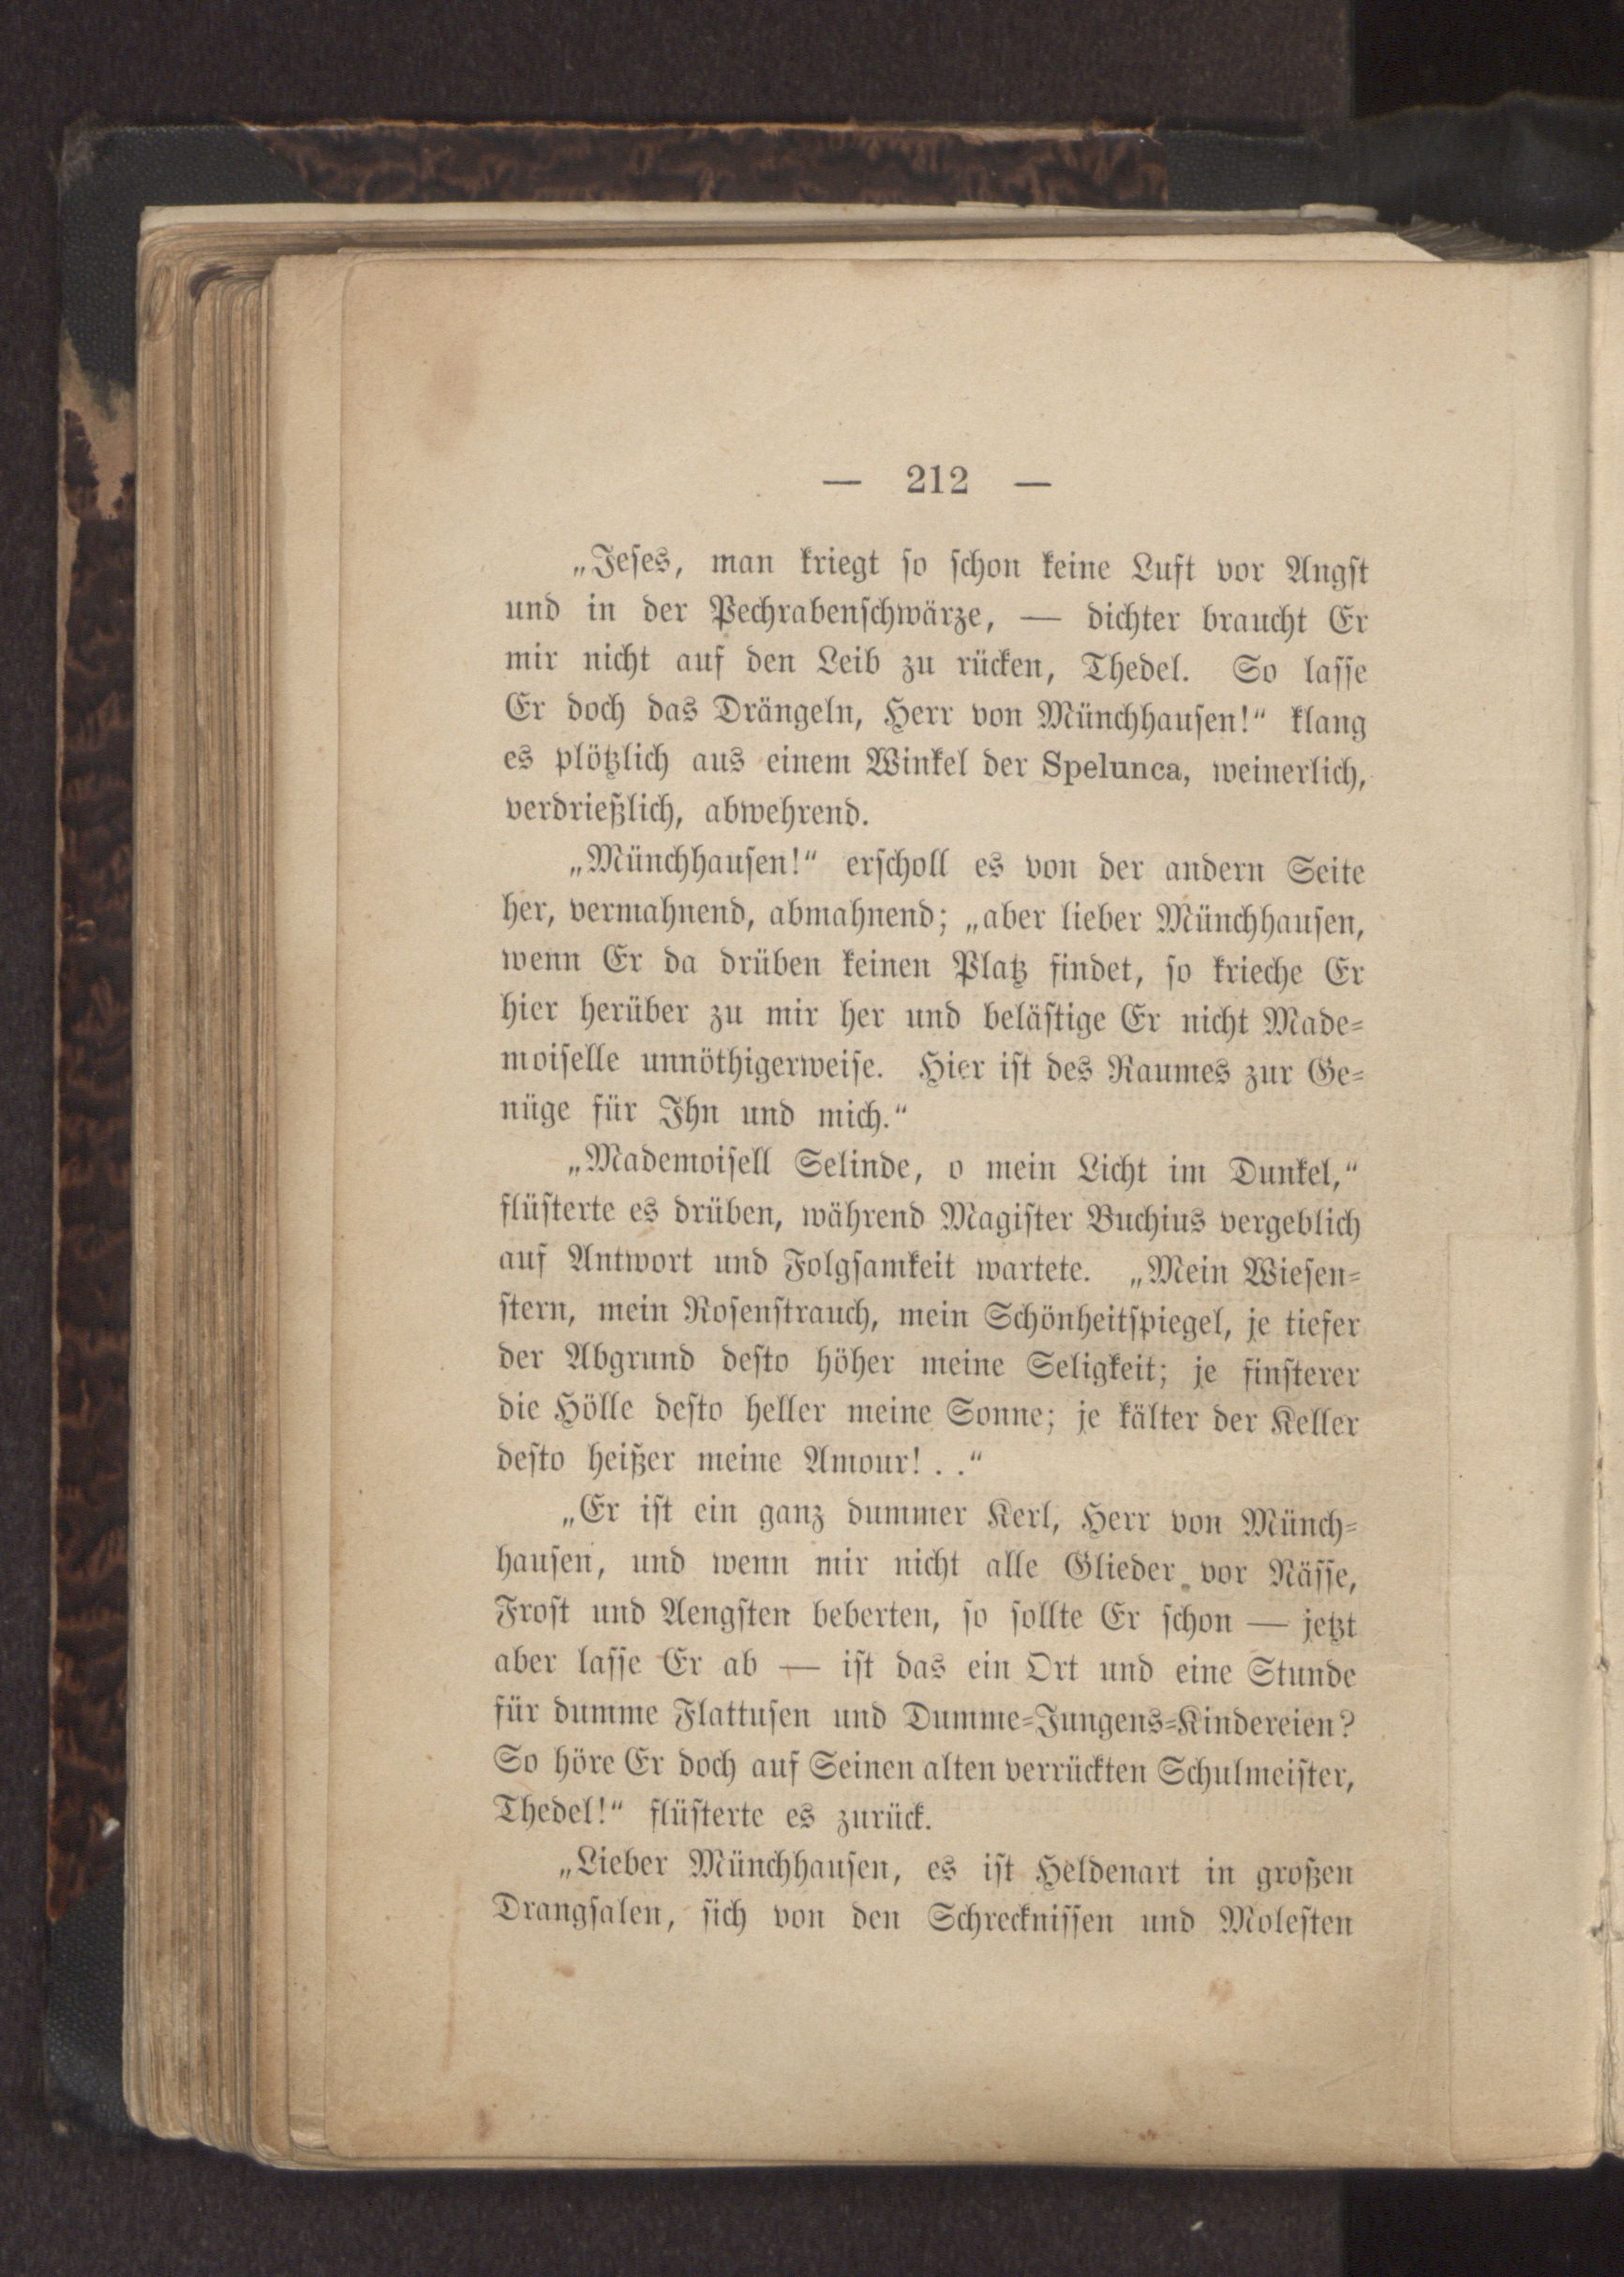 — 212 —
„Jeses, man kriegt so schon keine Luft vor Angst
und in der Pechrabenschwärze, — dichter braucht Er
mir nicht auf den Leib zu rücken, Thedel. So lasse
Er doch das Drängeln, Herr von Münchhausen!“ klang
es plötzlich aus einem Winkel der Spelunca, weinerlich,
verdrießlich, abwehrend.
„Münchhausen!“ erscholl es von der andern Seite
her, vermahnend, abmahnend; „aber lieber Münchhausen,
wenn Er da drüben keinen Platz findet, so krieche Er
hier herüber zu mir her und belästige Er nicht Made-
moiselle unnöthigerweise. Hier ist des Raumes zur Ge-
nüge für Ihn und mich.“
„Mademoisell Selinde, o mein Licht im Dunkel,“
flüsterte es drüben, während Magister Buchius vergeblich
auf Antwort und Folgsamkeit wartete. „Mein Wiesen-
stern, mein Rosenstrauch, mein Schönheitspiegel, je tiefer
der Abgrund desto höher meine Seligkeit; je finsterer
die Hölle desto heller meine Sonne; je kälter der Keller
desto heißer meine Amour! . .“
„Er ist ein ganz dummer Kerl, Herr von Münch-
hausen, und wenn mir nicht alle Glieder vor Nässe,
Frost und Aengsten beberten, so sollte Er schon — jetzt
aber lasse Er ab — ist das ein Ort und eine Stunde
für dumme Flattusen und Dumme-Jungens-Kindereien?
So höre Er doch auf Seinen alten verrückten Schulmeister,
Thedel!“ flüsterte es zurück.
„Lieber Münchhausen, es ist Heldenart in großen
Drangsalen, sich von den Schrecknissen und Molesten